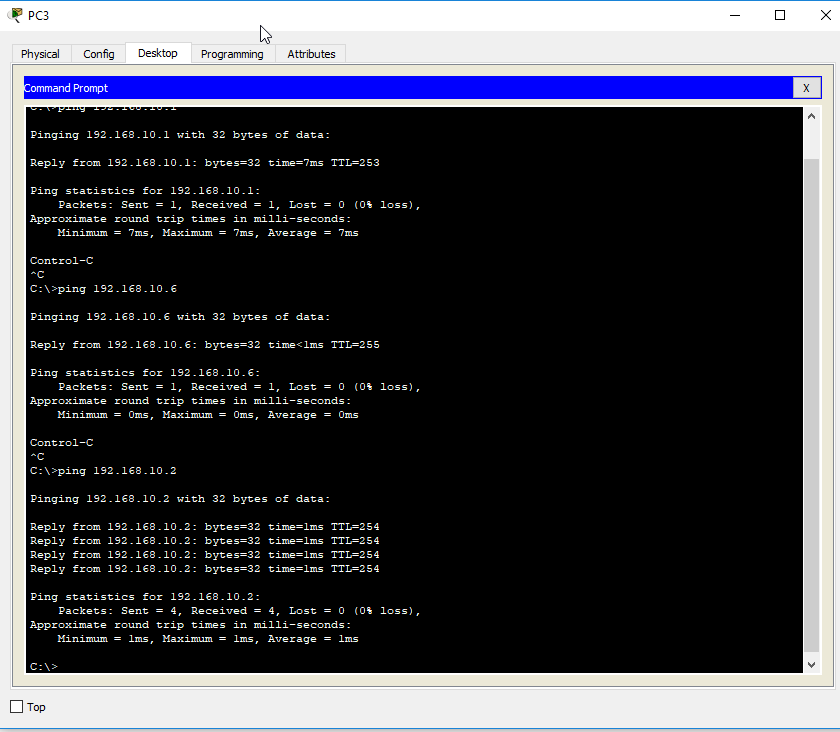 PC3
Physical Config Desktop Programming Attributes
Command Prompt X
C:\>ping 192.168.10.1
Pinging 192.168.10.1 with 32 bytes of data:
Reply from 192.168.10.1: bytes=32 time=7ms TTL=253
Ping statistics for 192.168.10.1:
Packets: Sent = 1, Received = 1, Lost = 0 (0% loss),
Approximate round trip times in milli-seconds:
Minimum = 7ms, Maximum = 7ms, Average = 7ms
Control-C
^C
C:\>ping 192.168.10.6
Pinging 192.168.10.6 with 32 bytes of data:
Reply from 192.168.10.6: bytes=32 time<1ms TTL=255
Ping statistics for 192.168.10.6:
Packets: Sent = 1, Received = 1, Lost = 0 (0% loss),
Approximate round trip times in milli-seconds:
Minimum = 0ms, Maximum = 0ms, Average = 0ms
Control-C
^C
C:\>ping 192.168.10.2
Pinging 192.168.10.2 with 32 bytes of data:
Reply from 192.168.10.2: bytes=32 time=1ms TTL=254
Reply from 192.168.10.2: bytes=32 time=1ms TTL=254
Reply from 192.168.10.2: bytes=32 time=1ms TTL=254
Reply from 192.168.10.2: bytes=32 time=1ms TTL=254
Ping statistics for 192.168.10.2:
Packets: Sent = 4, Received = 4, Lost = 0 (0% loss),
Approximate round trip times in milli-seconds:
Minimum = 1ms, Maximum = 1ms, Average = 1ms
C:\>
Top